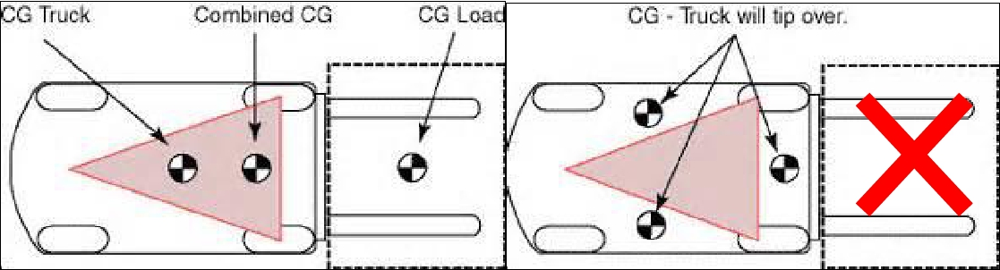 CG Truck
Combined CG
CG Load
CG - Truck will tip over.